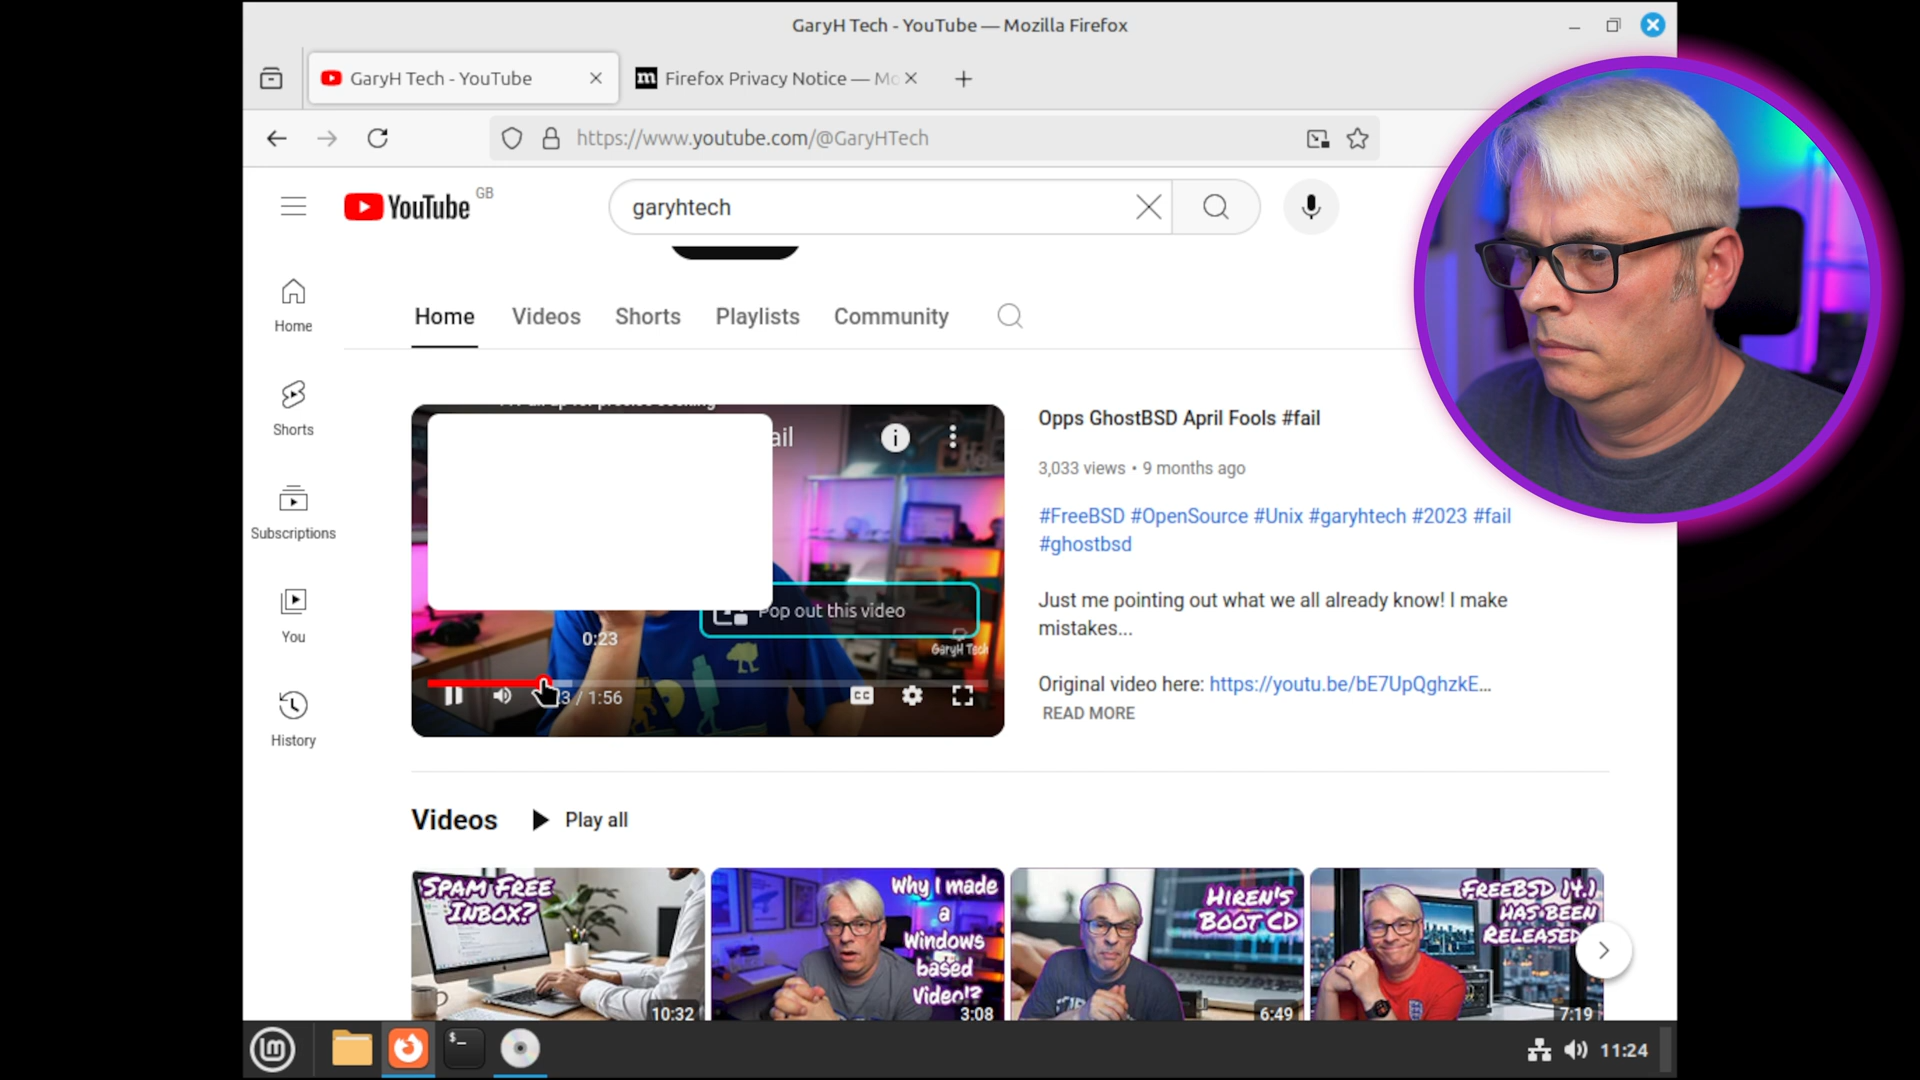 GaryH Tech - YouTube — Mozilla Firefox
GaryH Tech - YouTube
Firefox Privacy Notice — Mo
https://www.youtube.com/@GaryHTech
YouTube GB
garyhtech
Home
Shorts
Subscriptions
You
History
Home Videos Shorts Playlists Community
ail
Pop out this video
GaryH Tech
0:23
3 / 1:56
CC
Opps GhostBSD April Fools #fail
3,033 views • 9 months ago
#FreeBSD #OpenSource #Unix #garyhtech #2023 #fail
#ghostbsd
Just me pointing out what we all already know! I make
mistakes...
Original video here: https://youtu.be/bE7UpQghzkE...
READ MORE
Videos Play all
SPAM FREE
INBOX?
10:32
Why I made
a
Windows
based
Video!?
3:08
HIREN'S
BOOT CD
6:49
FREEBSD 14.1
HAS BEEN
RELEASED
7:19
11:24